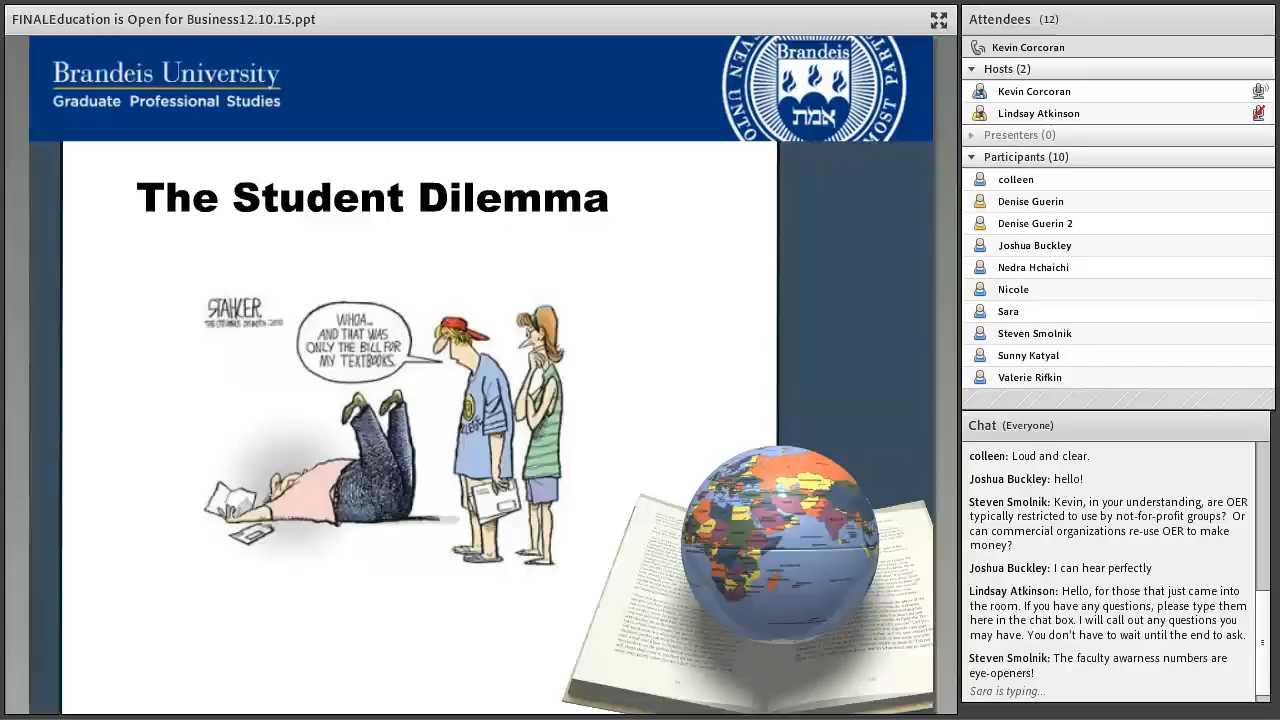 FINALEducation is Open for Business12.10.15.ppt
Brandeis University
Graduate Professional Studies
Brandeis
אמת
The Student Dilemma
STAHLER
WHOA...
AND THAT WAS
ONLY THE BILL FOR
MY TEXTBOOKS.
Attendees (12)
Kevin Corcoran
Hosts (2)
Kevin Corcoran
Lindsay Atkinson
Presenters (0)
Participants (10)
colleen
Denise Guerin
Denise Guerin 2
Joshua Buckley
Nedra Hchaichi
Nicole
Sara
Steven Smolnik
Sunny Katyal
Valerie Rifkin
Chat (Everyone)
colleen: Loud and clear.
Joshua Buckley: hello!
Steven Smolnik: Kevin, in your understanding, are OER
typically restricted to use by not-for-profit groups? Or
can commercial organizations re-use OER to make
money?
Joshua Buckley: i can hear perfectly
Lindsay Atkinson: Hello, for those that just came into
the room. If you have any questions, please type them
here in the chat box. I will call out any questions you
may have. You don't have to wait until the end to ask.
Steven Smolnik: The faculty awarness numbers are
eye-openers!
Sara is typing...